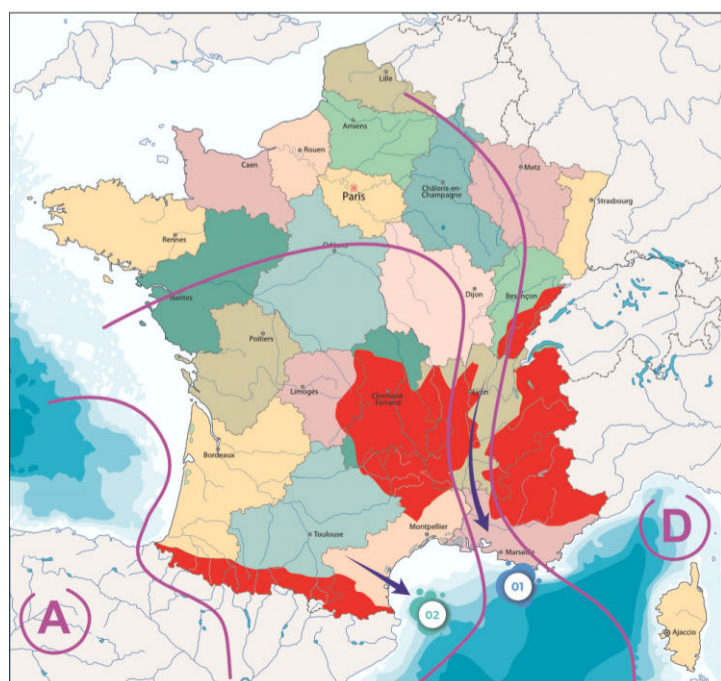 Lille
Amiens
Rouen
Caen
Metz
Châlons-en-
Champagne
Paris
Strasbourg
Rennes
Orléans
Nantes
Dijon
Besançon
Poitiers
Limoges
Clermont-
Ferrand
Lyon
Bordeaux
Toulouse
Montpellier
Marseille
D
01
02
A
Ajaccio